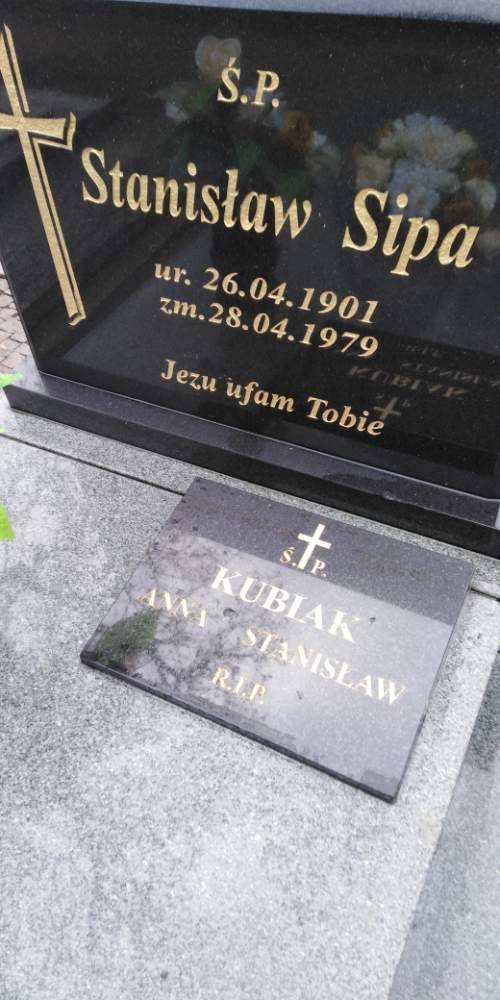 Ś.P.
Stanisław Sipa
ur. 26.04.1901
zm.28.04.1979
Jezu ufam Tobie
Ś.P.
KUBIAK
ANNA STANISŁAW
R.I.P.